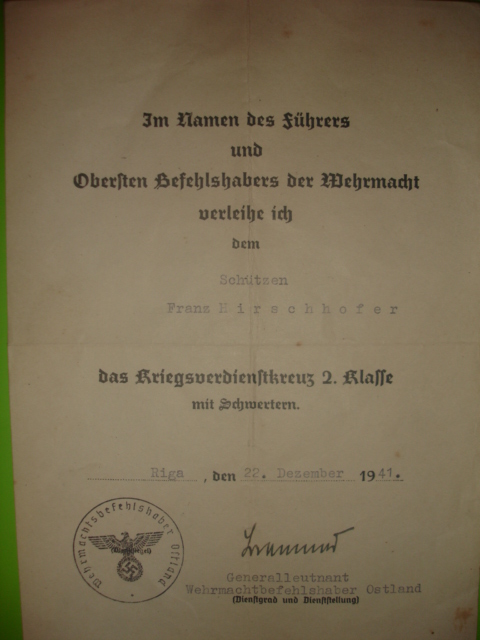 Im Namen des Führers
und
Obersten Befehlshabers der Wehrmacht
verleihe ich
dem
Schützen
Franz Hirschhofer
das Kriegsverdienstkreuz 2. Klasse
mit Schwertern.
Riga, den 22. Dezember 1941.
Wehrmachtsbefehlshaber Ostland
Generalleutnant
Wehrmachtbefehlshaber Ostland
(Dienstgrad und Dienststellung)